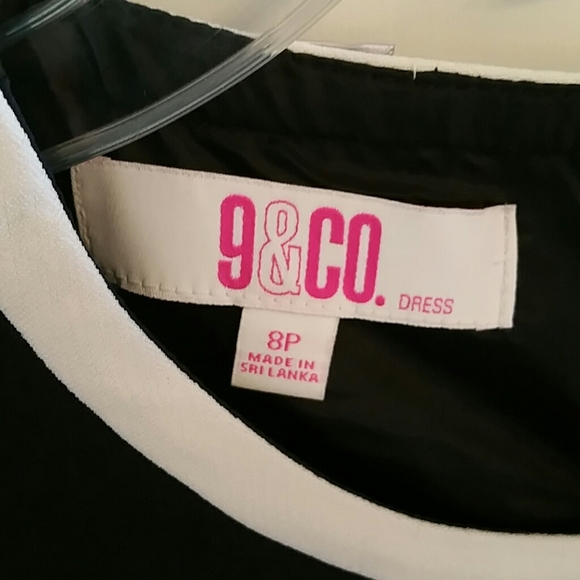 9&CO. DRESS
8P
MADE IN
SRI LANKA